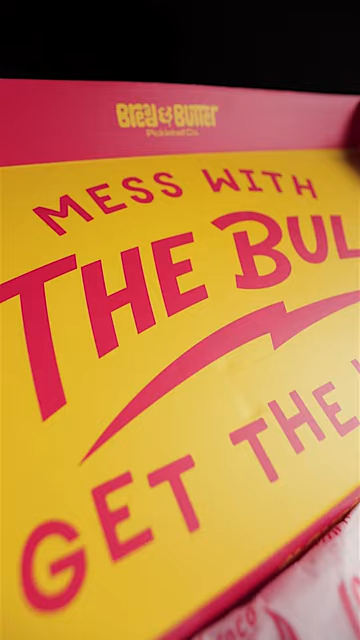 Bread & Butter
Pickleball Co.
MESS WITH
THE BUL
GET THE